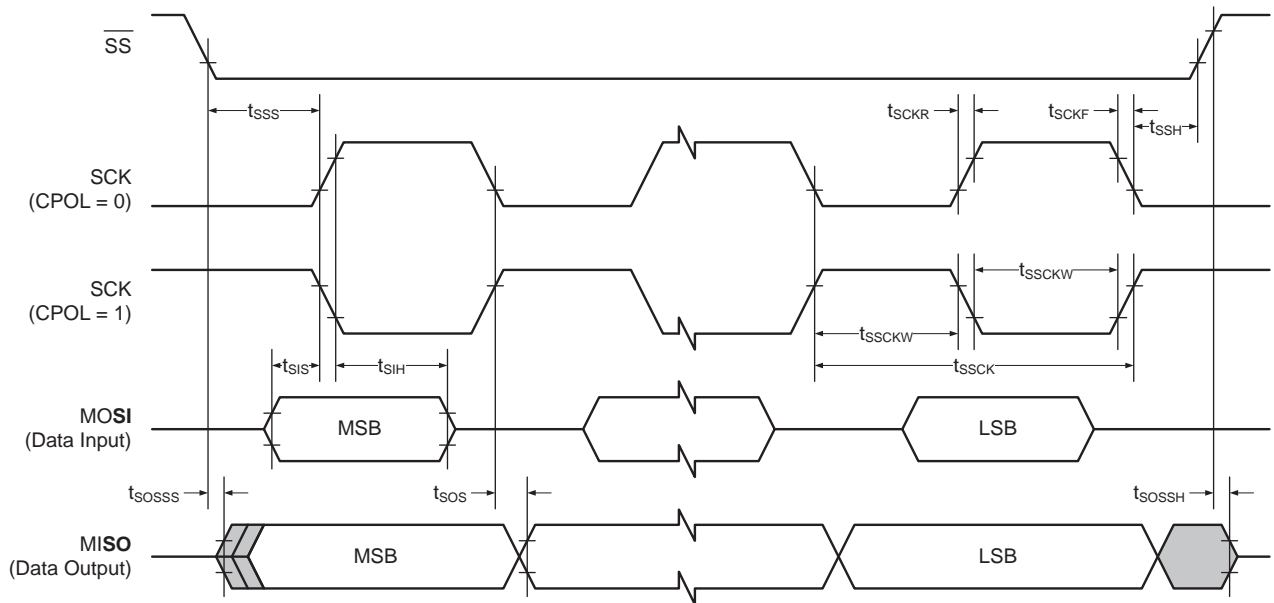 SS
tSSS
tSCKR
tSCKF
tSSH
SCK
(CPOL = 0)
SCK
(CPOL = 1)
tSSCKW
tSSCKW
tSIS
tSIH
tSSCK
MOSI
(Data Input)
MSB
LSB
tSOSSS
tSOS
tSOSSH
MISO
(Data Output)
MSB
LSB